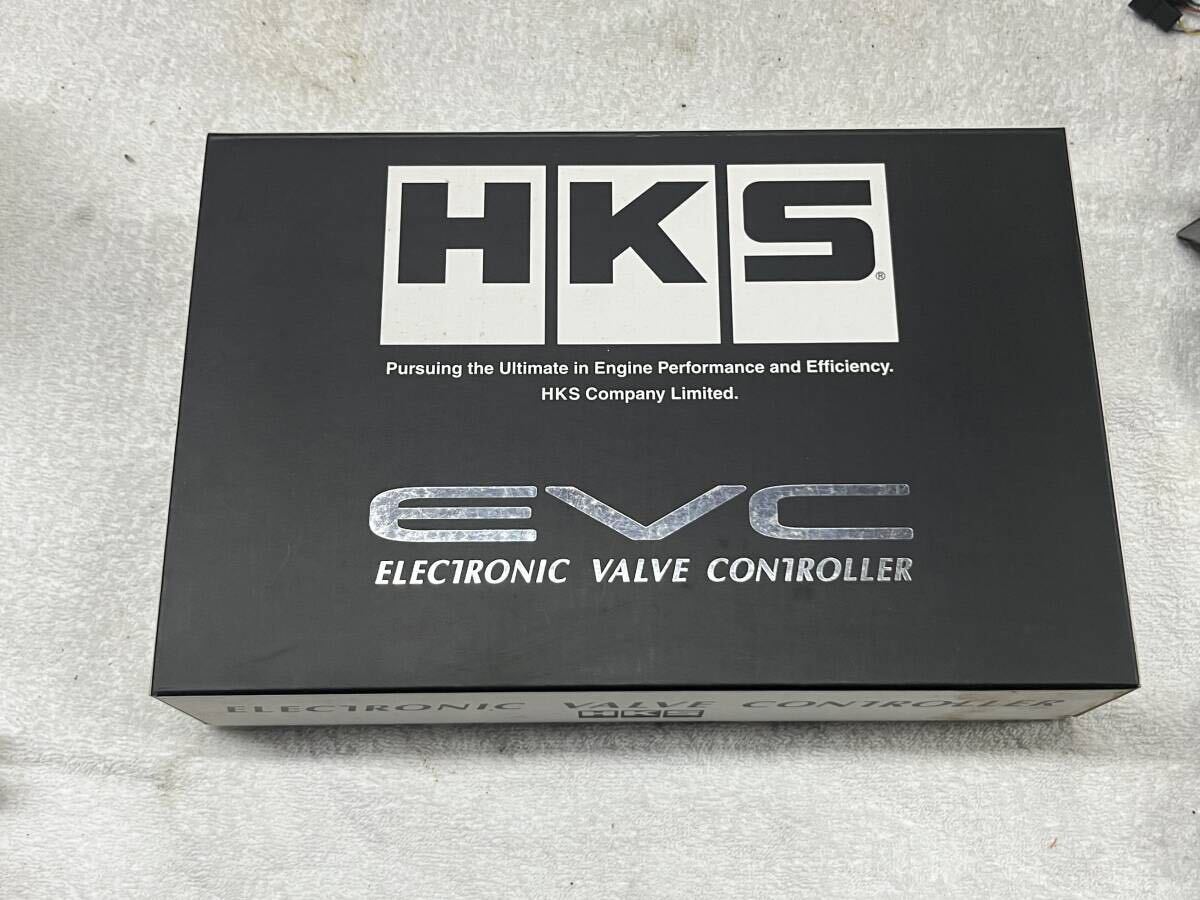 HKS®
Pursuing the Ultimate in Engine Performance and Efficiency.
HKS Company Limited.
EVC
ELECTRONIC VALVE CONTROLLER
ELECTRONIC VALVE CONTROLLER
HKS